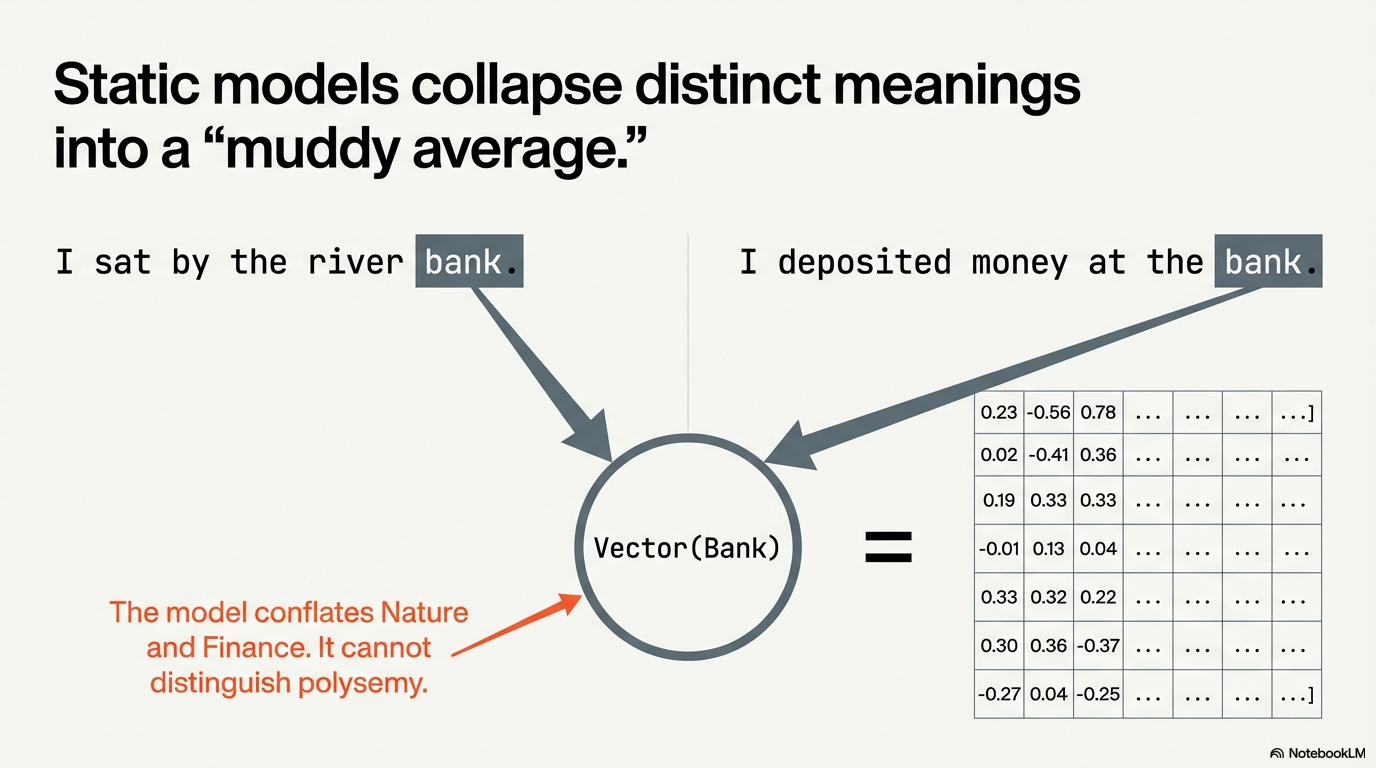 Static models collapse distinct meanings
into a “muddy average.”
I sat by the river bank.
I deposited money at the bank.
Vector(Bank)
=
0.23 -0.56 0.78 ... ... ... ...]
0.02 -0.41 0.36 ... ... ... ...
0.19 0.33 0.33 ... ... ... ...
-0.01 0.13 0.04 ... ... ... ...
0.33 0.32 0.22 ... ... ... ...
0.30 0.36 -0.37 ... ... ... ...
-0.27 0.04 -0.25 ... ... ... ...]
The model conflates Nature
and Finance. It cannot
distinguish polysemy.
NotebookLM